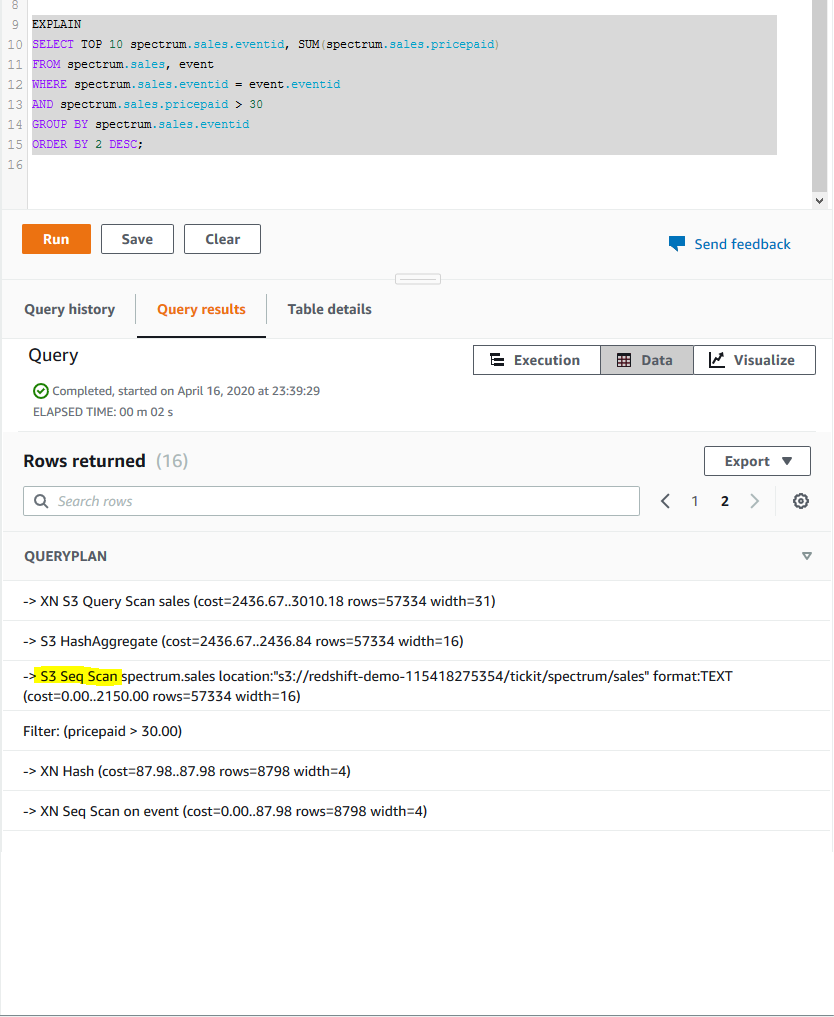 8
9 EXPLAIN
10 SELECT TOP 10 spectrum.sales.eventid, SUM(spectrum.sales.pricepaid)
11 FROM spectrum.sales, event
12 WHERE spectrum.sales.eventid = event.eventid
13 AND spectrum.sales.pricepaid > 30
14 GROUP BY spectrum.sales.eventid
15 ORDER BY 2 DESC;
16
Run Save Clear Send feedback
Query history Query results Table details
Query Execution Data Visualize
Completed, started on April 16, 2020 at 23:39:29
ELAPSED TIME: 00 m 02 s
Rows returned (16) Export
Search rows 1 2
QUERYPLAN
-> XN S3 Query Scan sales (cost=2436.67..3010.18 rows=57334 width=31)
-> S3 HashAggregate (cost=2436.67..2436.84 rows=57334 width=16)
-> S3 Seq Scan spectrum.sales location:"s3://redshift-demo-115418275354/tickit/spectrum/sales" format:TEXT
(cost=0.00..2150.00 rows=57334 width=16)
Filter: (pricepaid > 30.00)
-> XN Hash (cost=87.98..87.98 rows=8798 width=4)
-> XN Seq Scan on event (cost=0.00..87.98 rows=8798 width=4)